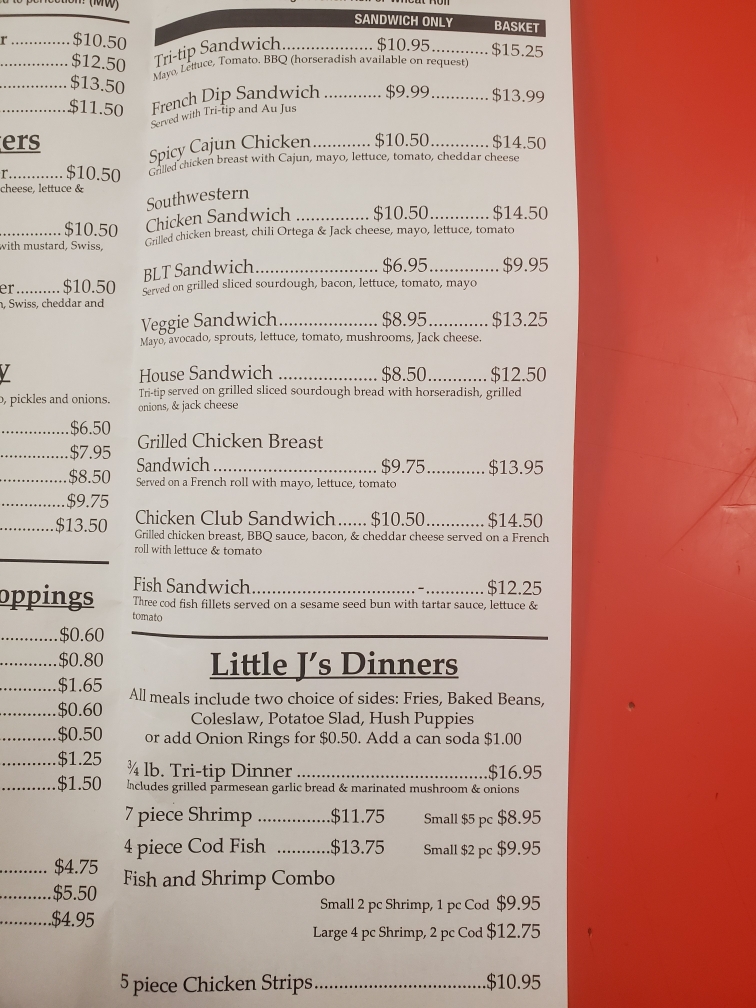 r ............ $10.50
................ $12.50
................ $13.50
................$11.50
ers
r............ $10.50
cheese, lettuce &
................ $10.50
with mustard, Swiss,
er.......... $10.50
, Swiss, cheddar and
y
, pickles and onions.
..............$6.50
..............$7.95
..............$8.50
..............$9.75
............$13.50
oppings
............$0.60
............$0.80
............$1.65
............$0.60
............$0.50
............$1.25
............$1.50
.......... $4.75
..........$5.50
..........$4.95
SANDWICH ONLY BASKET
Tri-tip Sandwich.................. $10.95........... $15.25
Mayo, Lettuce, Tomato. BBQ (horseradish available on request)
French Dip Sandwich ........... $9.99........... $13.99
Served with Tri-tip and Au Jus
Spicy Cajun Chicken............ $10.50........... $14.50
Grilled chicken breast with Cajun, mayo, lettuce, tomato, cheddar cheese
Southwestern
Chicken Sandwich ............... $10.50............ $14.50
Grilled chicken breast, chili Ortega & Jack cheese, mayo, lettuce, tomato
BLT Sandwich.......................... $6.95.............. $9.95
Served on grilled sliced sourdough, bacon, lettuce, tomato, mayo
Veggie Sandwich.................... $8.95............ $13.25
Mayo, avocado, sprouts, lettuce, tomato, mushrooms, Jack cheese.
House Sandwich ..................... $8.50............ $12.50
Tri-tip served on grilled sliced sourdough bread with horseradish, grilled
onions, & jack cheese
Grilled Chicken Breast
Sandwich ................................. $9.75............ $13.95
Served on a French roll with mayo, lettuce, tomato
Chicken Club Sandwich...... $10.50............ $14.50
Grilled chicken breast, BBQ sauce, bacon, & cheddar cheese served on a French
roll with lettuce & tomato
Fish Sandwich.................................-............ $12.25
Three cod fish fillets served on a sesame seed bun with tartar sauce, lettuce &
tomato
Little J's Dinners
All meals include two choice of sides: Fries, Baked Beans,
Coleslaw, Potatoe Slad, Hush Puppies
or add Onion Rings for $0.50. Add a can soda $1.00
¾ lb. Tri-tip Dinner ......................................$16.95
Includes grilled parmesean garlic bread & marinated mushroom & onions
7 piece Shrimp ...............$11.75 Small $5 pc $8.95
4 piece Cod Fish ...........$13.75 Small $2 pc $9.95
Fish and Shrimp Combo
Small 2 pc Shrimp, 1 pc Cod $9.95
Large 4 pc Shrimp, 2 pc Cod $12.75
5 piece Chicken Strips..................................$10.95